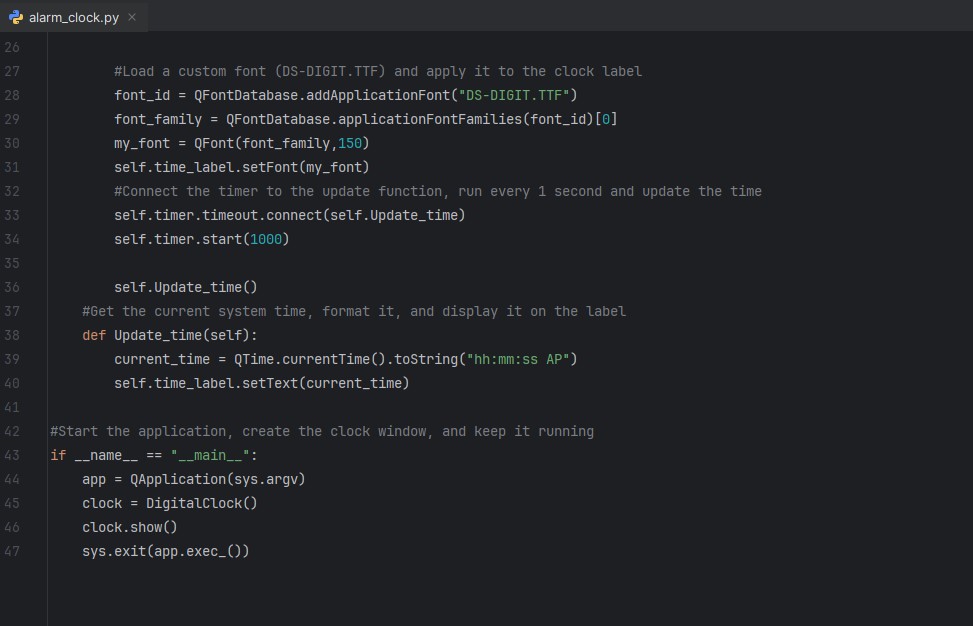 alarm_clock.py
26
27 #Load a custom font (DS-DIGIT.TTF) and apply it to the clock label
28 font_id = QFontDatabase.addApplicationFont("DS-DIGIT.TTF")
29 font_family = QFontDatabase.applicationFontFamilies(font_id)[0]
30 my_font = QFont(font_family,150)
31 self.time_label.setFont(my_font)
32 #Connect the timer to the update function, run every 1 second and update the time
33 self.timer.timeout.connect(self.Update_time)
34 self.timer.start(1000)
35
36 self.Update_time()
37 #Get the current system time, format it, and display it on the label
38 def Update_time(self):
39 current_time = QTime.currentTime().toString("hh:mm:ss AP")
40 self.time_label.setText(current_time)
41
42 #Start the application, create the clock window, and keep it running
43 if __name__ == "__main__":
44 app = QApplication(sys.argv)
45 clock = DigitalClock()
46 clock.show()
47 sys.exit(app.exec_())